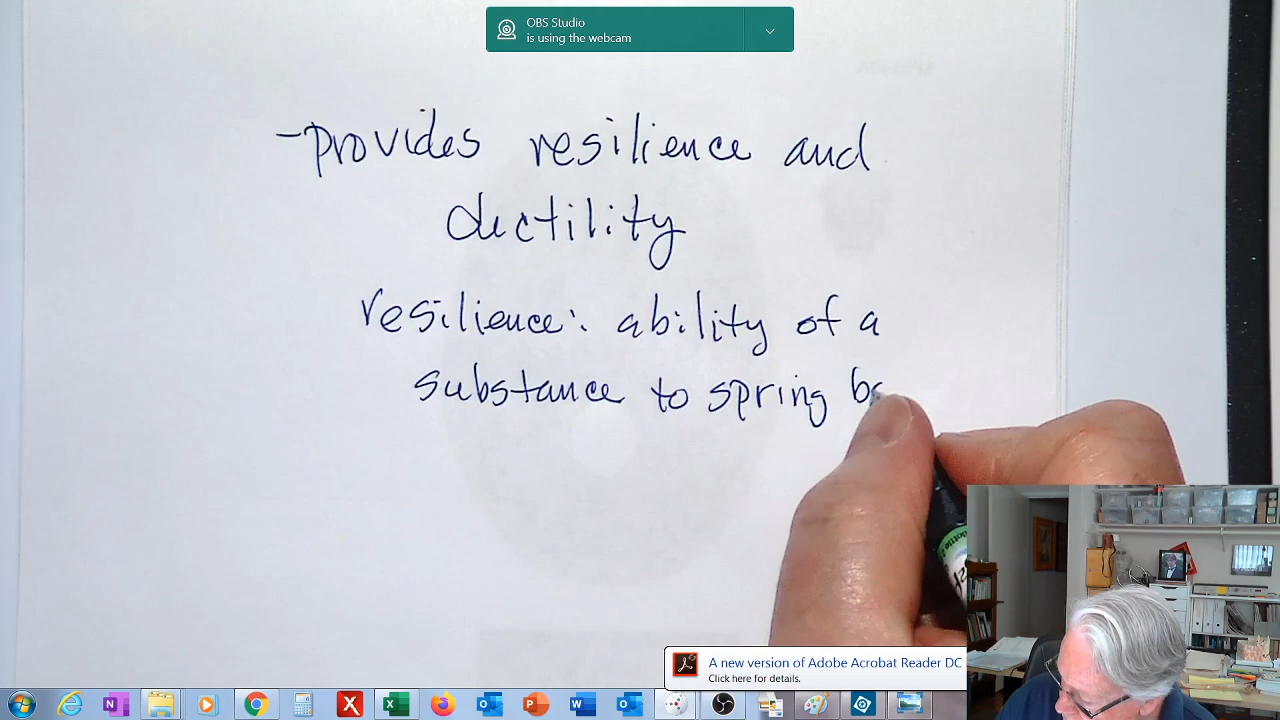 OBS Studio
is using the webcam
-provides resilience and
ductility
resilience: ability of a
substance to spring
A new version of Adobe Acrobat Reader DC
Click here for details.